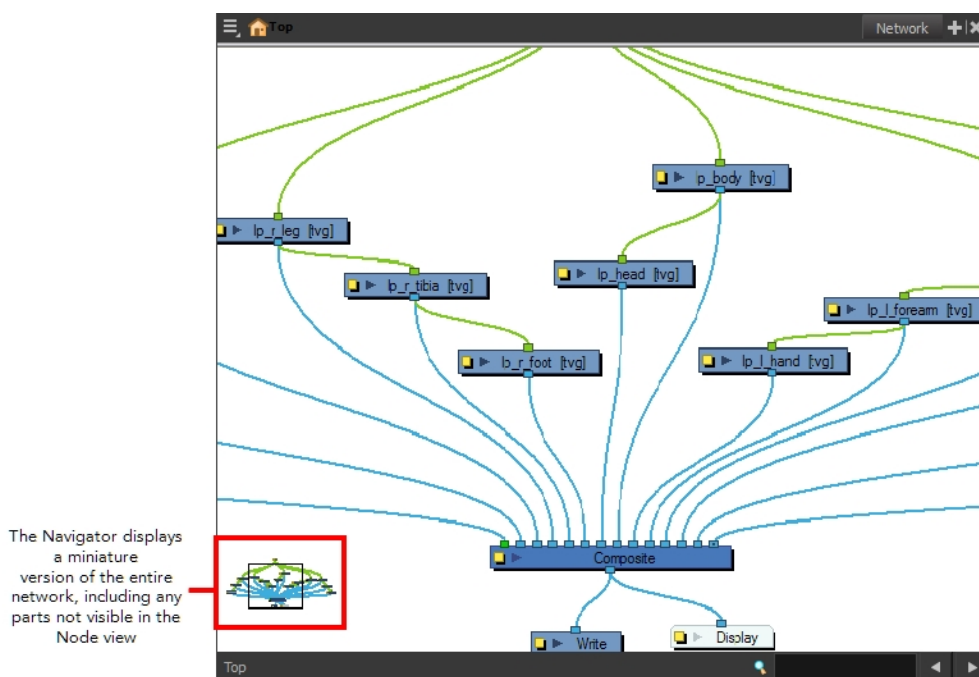 Top
Network
lp_body [tvg]
lp_r_leg [tvg]
lp_head [tvg]
lp_r_tibia [tvg]
lp_l_forearm [tvg]
lp_r_foot [tvg]
lp_l_hand [tvg]
The Navigator displays
a miniature
version of the entire
network, including any
parts not visible in the
Node view
Composite
Write
Display
Top